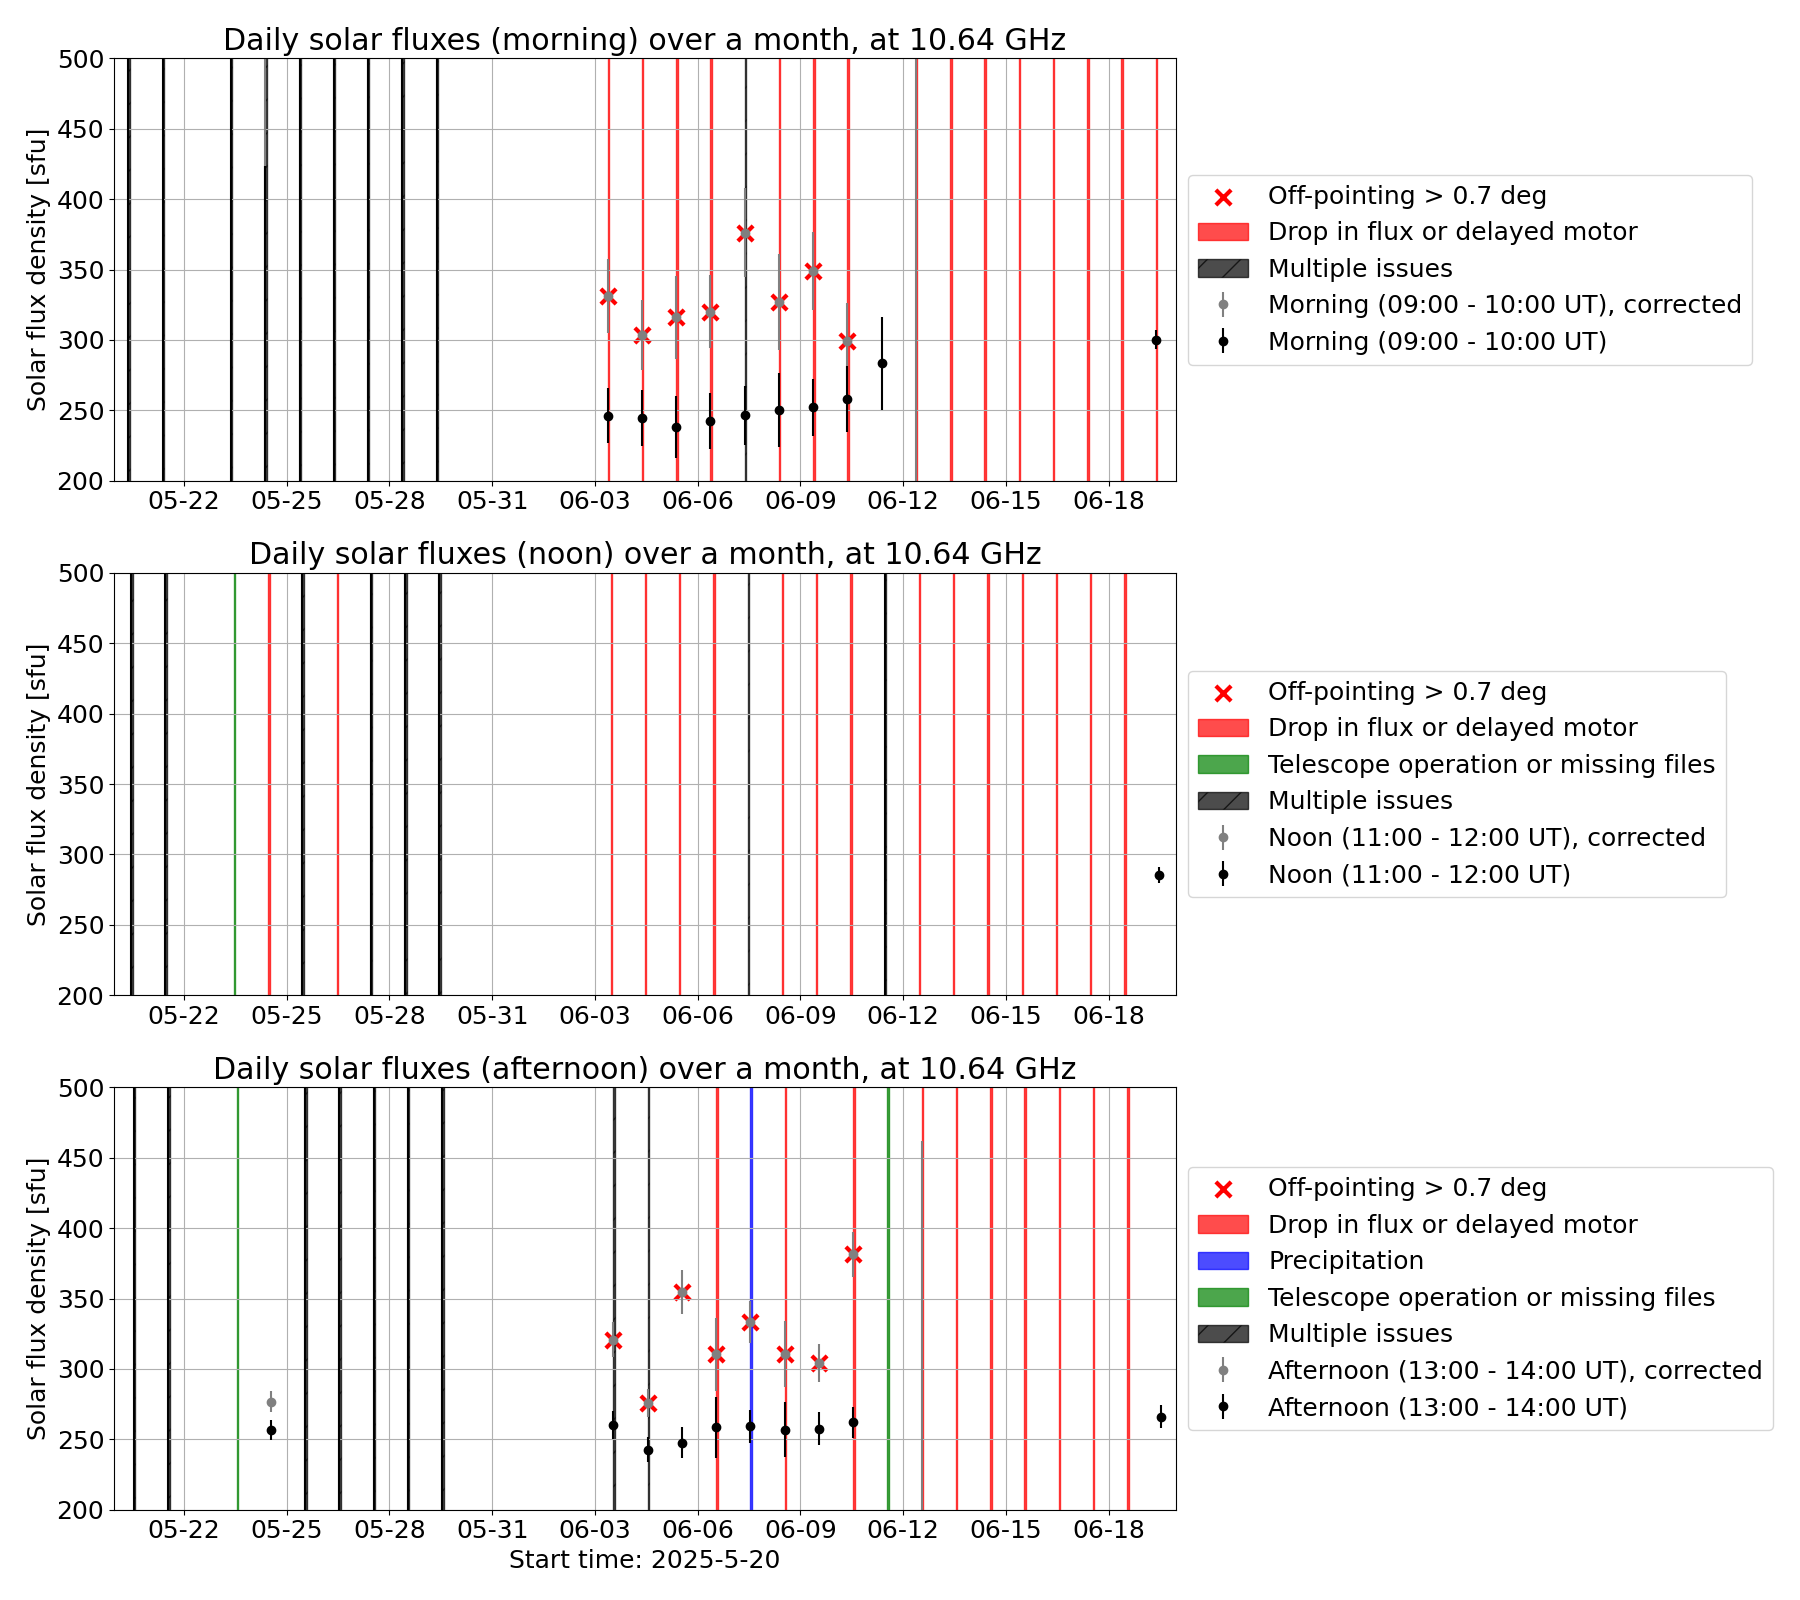 Daily solar fluxes (morning) over a month, at 10.64 GHz
Solar flux density [sfu]
500
450
400
350
300
250
200
05-22 05-25 05-28 05-31 06-03 06-06 06-09 06-12 06-15 06-18
Off-pointing > 0.7 deg
Drop in flux or delayed motor
Multiple issues
Morning (09:00 - 10:00 UT), corrected
Morning (09:00 - 10:00 UT)
Daily solar fluxes (noon) over a month, at 10.64 GHz
Solar flux density [sfu]
500
450
400
350
300
250
200
05-22 05-25 05-28 05-31 06-03 06-06 06-09 06-12 06-15 06-18
Off-pointing > 0.7 deg
Drop in flux or delayed motor
Telescope operation or missing files
Multiple issues
Noon (11:00 - 12:00 UT), corrected
Noon (11:00 - 12:00 UT)
Daily solar fluxes (afternoon) over a month, at 10.64 GHz
Solar flux density [sfu]
500
450
400
350
300
250
200
05-22 05-25 05-28 05-31 06-03 06-06 06-09 06-12 06-15 06-18
Start time: 2025-5-20
Off-pointing > 0.7 deg
Drop in flux or delayed motor
Precipitation
Telescope operation or missing files
Multiple issues
Afternoon (13:00 - 14:00 UT), corrected
Afternoon (13:00 - 14:00 UT)